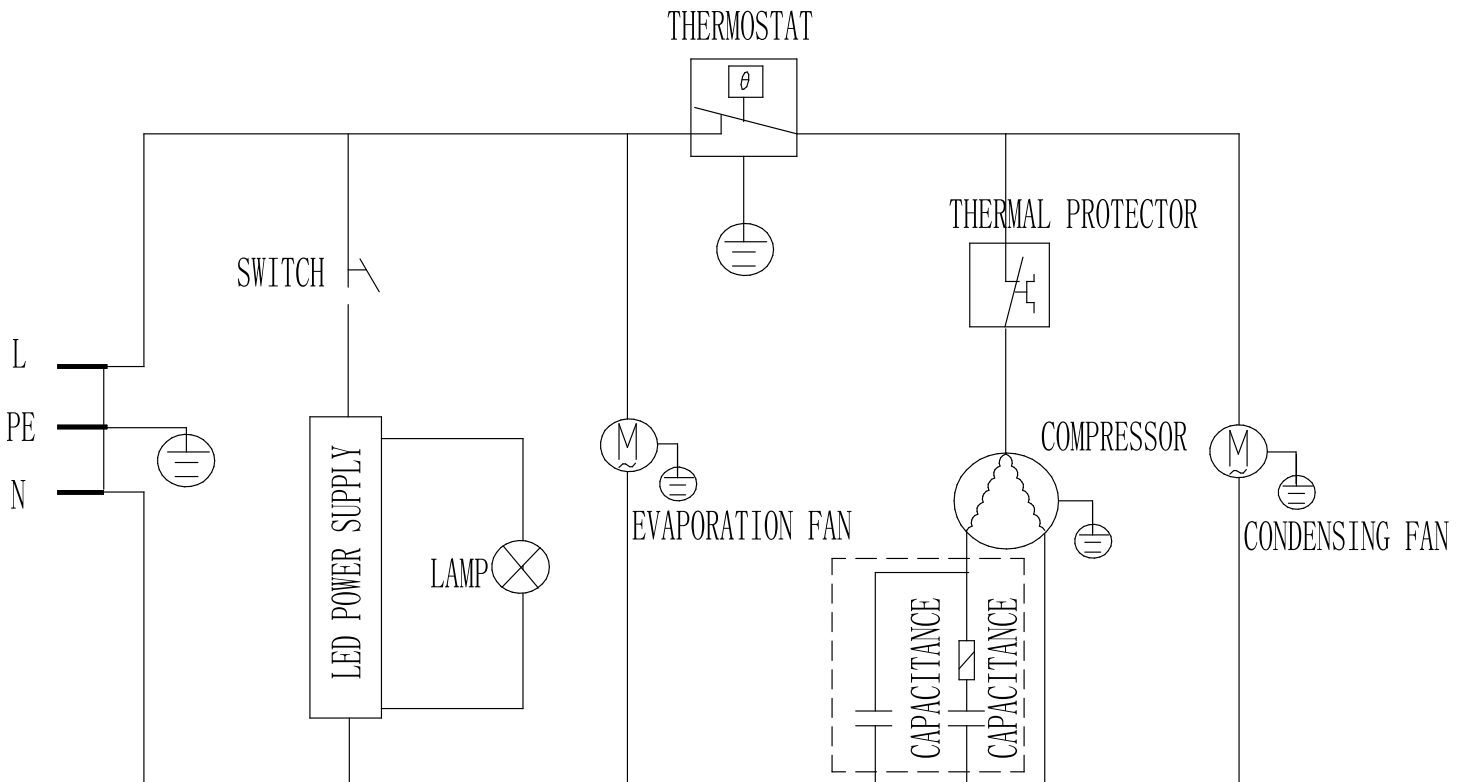 THERMOSTAT
θ
THERMAL PROTECTOR
SWITCH
L
PE
N
LED POWER SUPPLY
LAMP
M
~
EVAPORATION FAN
COMPRESSOR
M
~
CONDENSING FAN
CAPACITANCE
CAPACITANCE